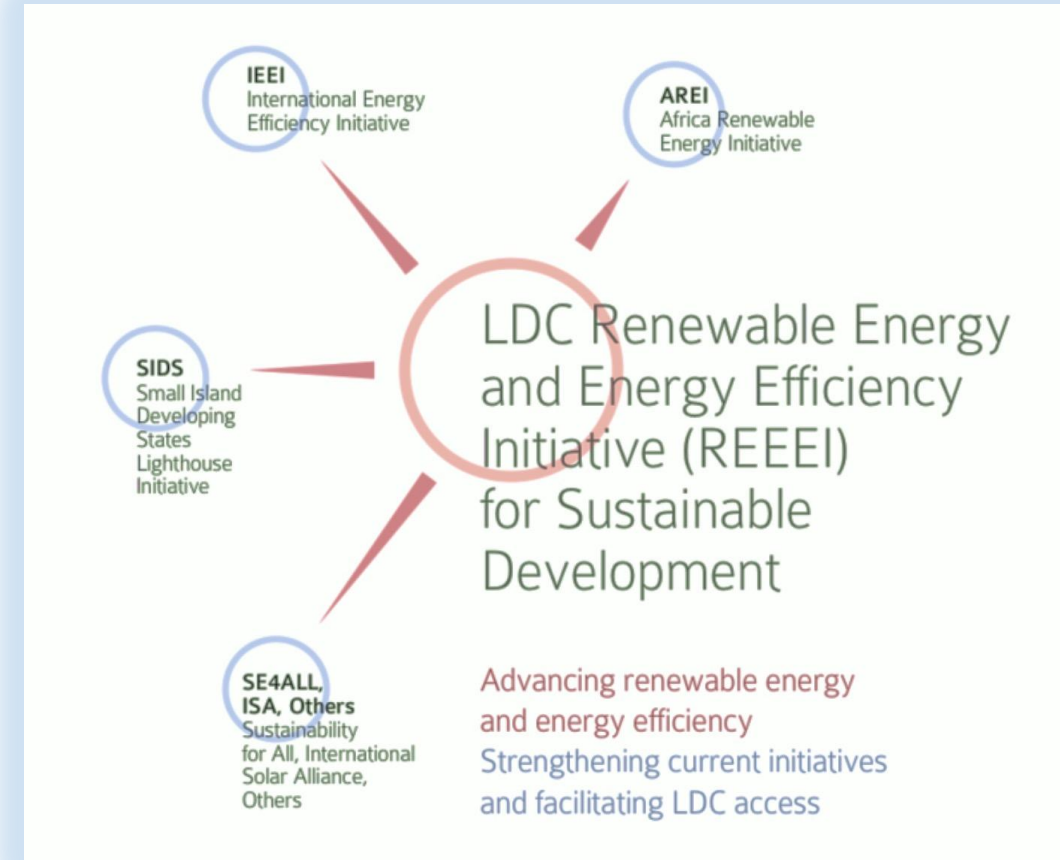 IEEI
International Energy
Efficiency Initiative
AREI
Africa Renewable
Energy Initiative
LDC Renewable Energy
and Energy Efficiency
Initiative (REEEI)
for Sustainable
Development
SIDS
Small Island
Developing
States
Lighthouse
Initiative
SE4ALL,
ISA, Others
Sustainability
for All, International
Solar Alliance,
Others
Advancing renewable energy
and energy efficiency
Strengthening current initiatives
and facilitating LDC access